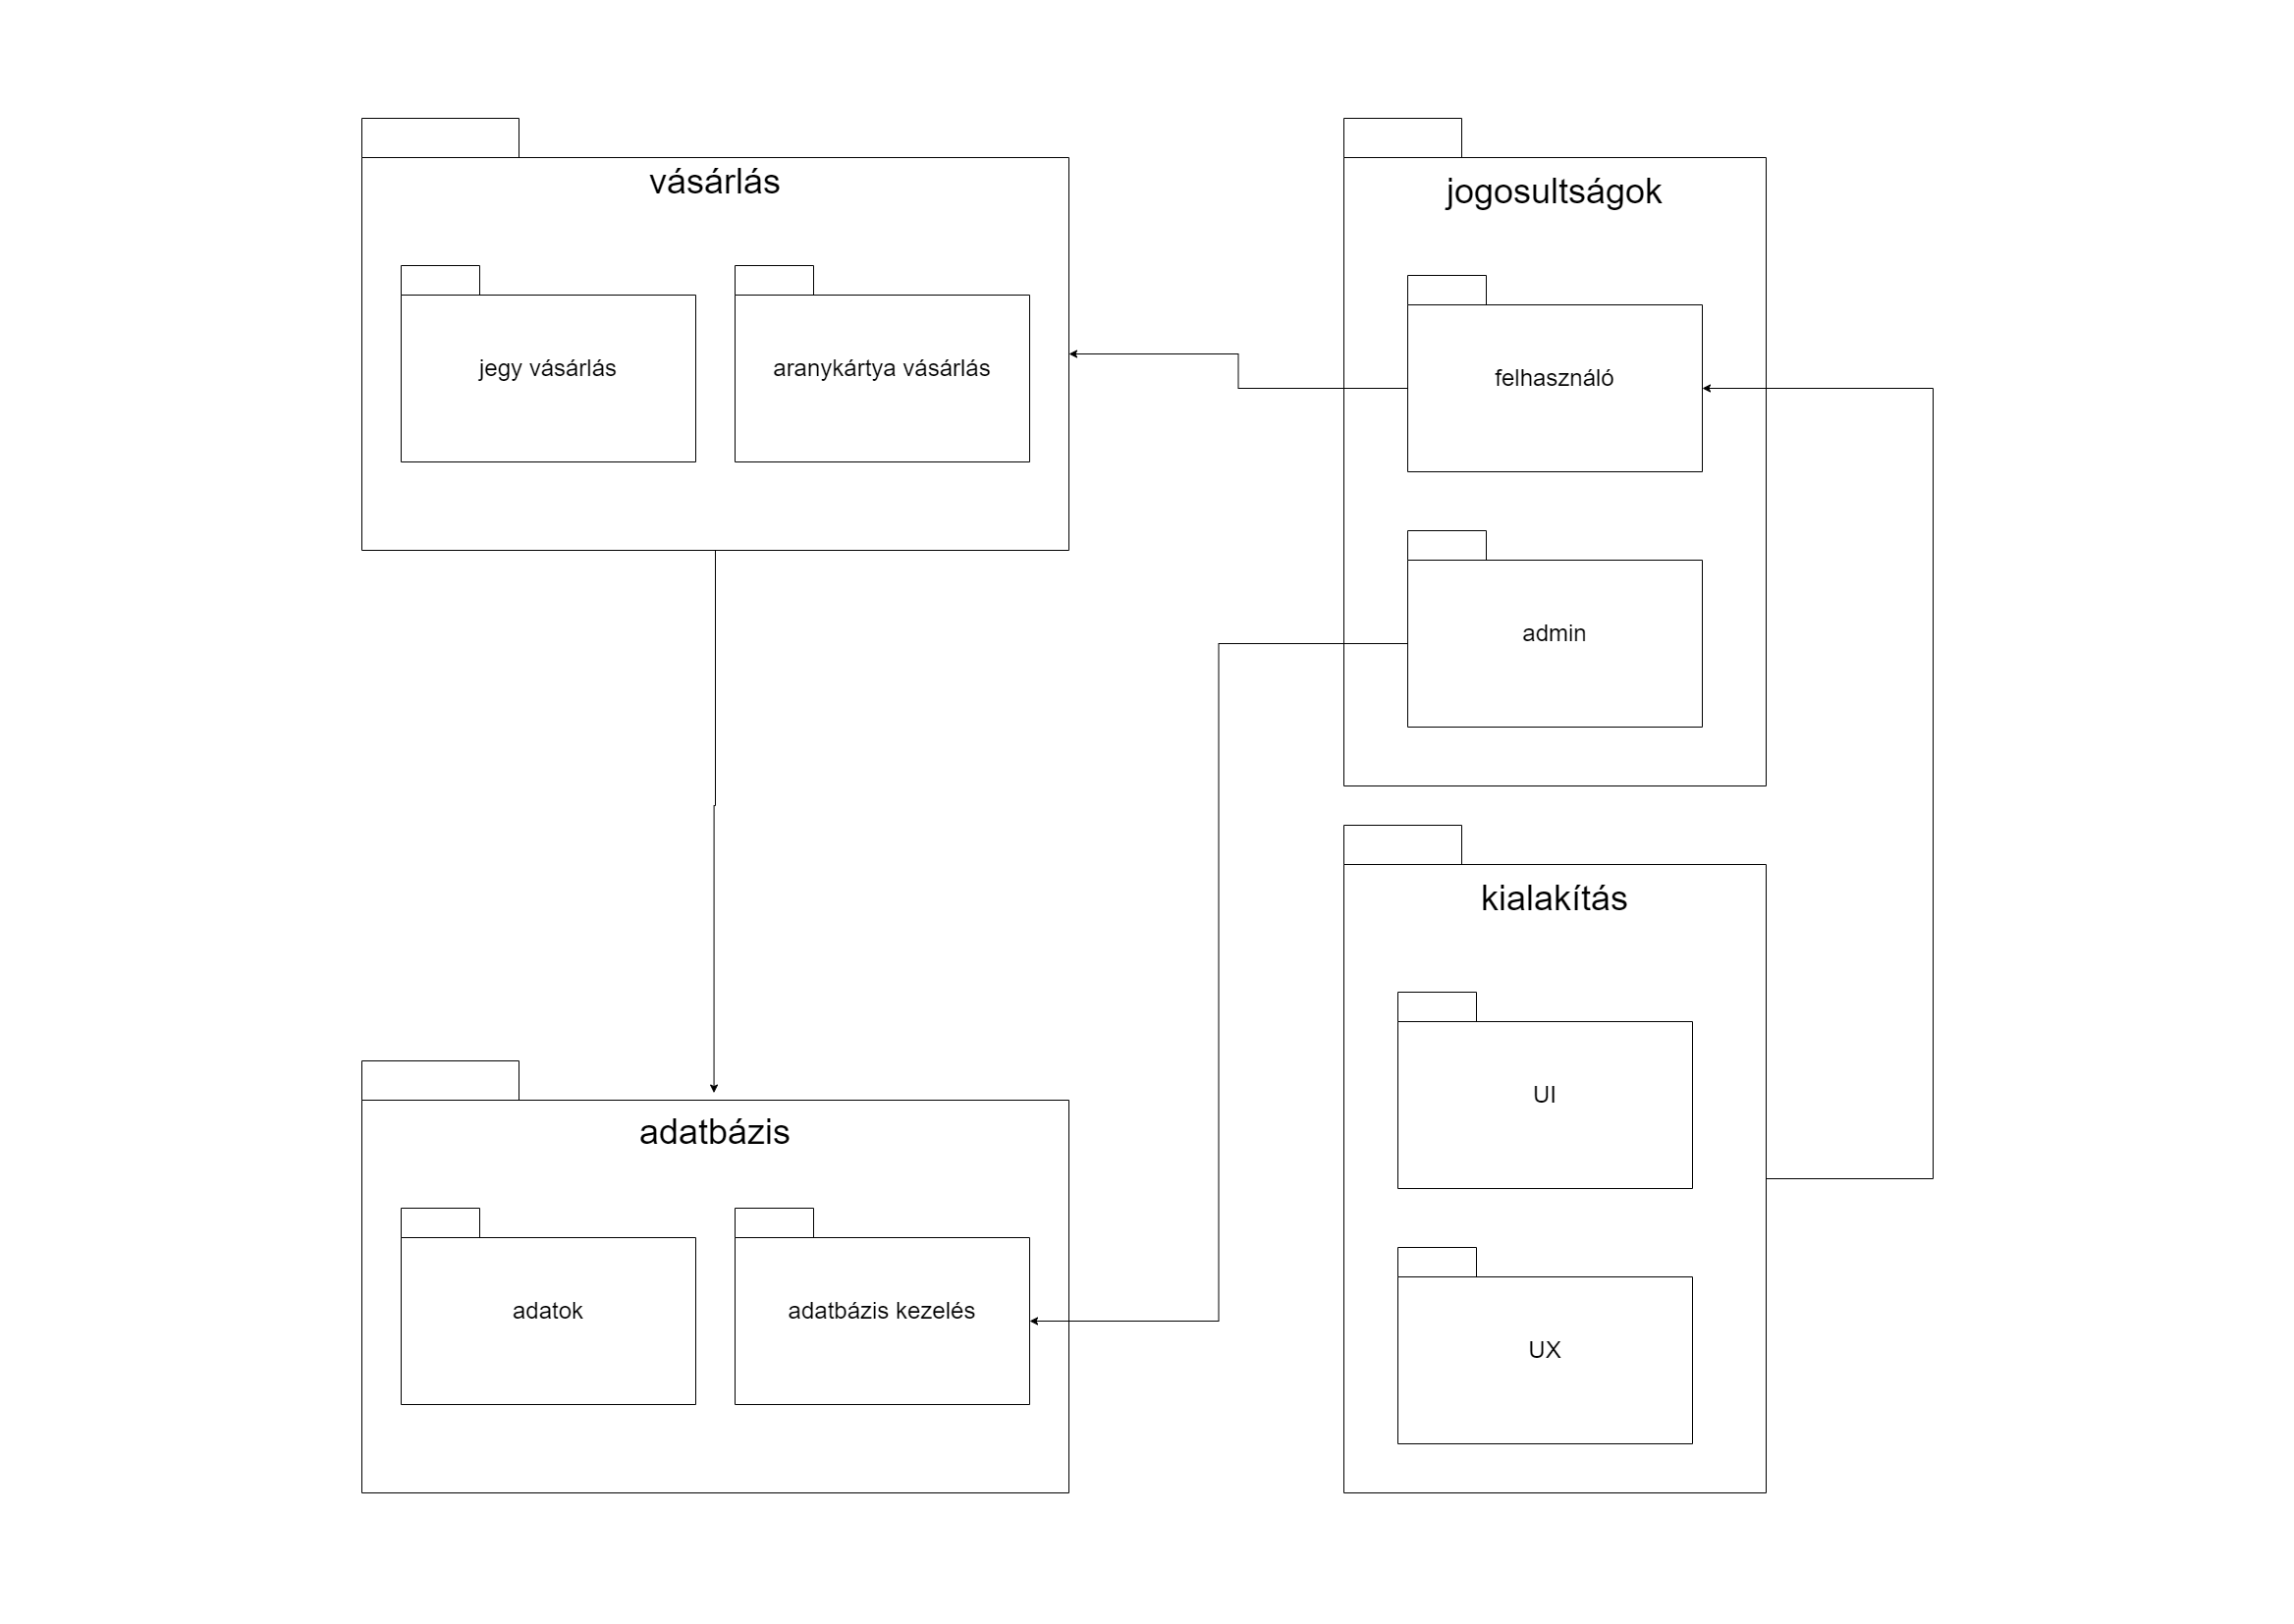 vásárlás
jegy vásárlás
aranykártya vásárlás
jogosultságok
felhasználó
admin
kialakítás
UI
UX
adatbázis
adatok
adatbázis kezelés